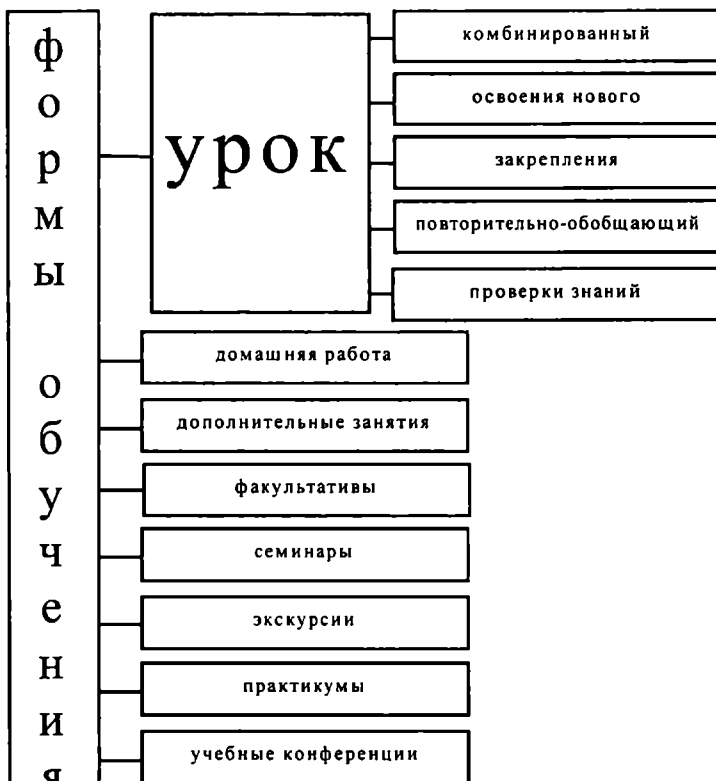 формы обучения
урок
комбинированный
освоения нового
закрепления
повторительно-обобщающий
проверки знаний
домашняя работа
дополнительные занятия
факультативы
семинары
экскурсии
практикумы
учебные конференции